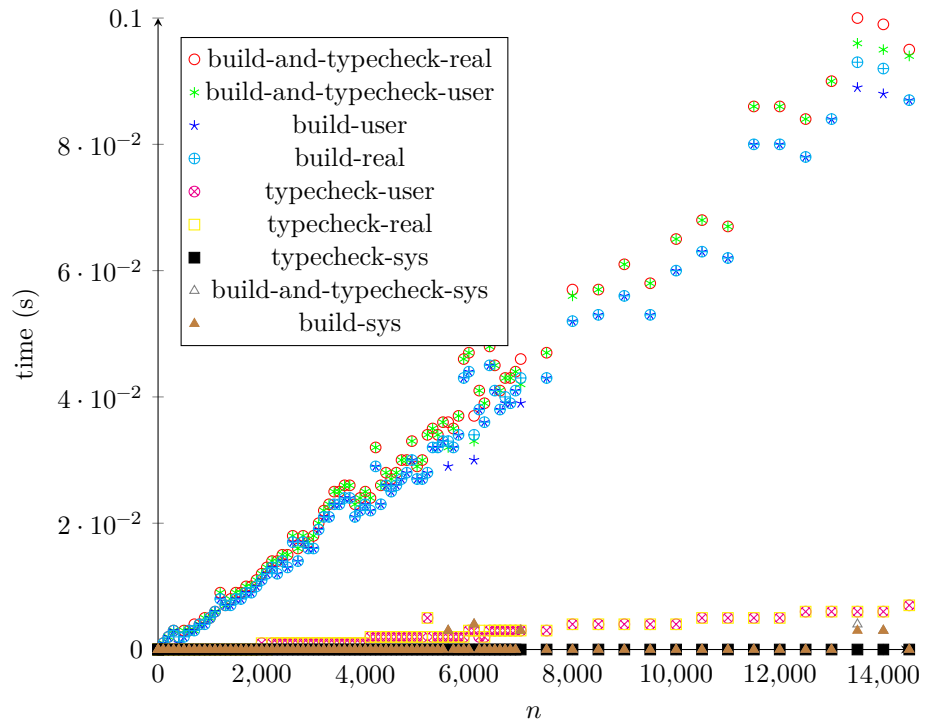 0.1
8 · 10⁻²
6 · 10⁻²
4 · 10⁻²
2 · 10⁻²
0
time (s)
build-and-typecheck-real
build-and-typecheck-user
build-user
build-real
typecheck-user
typecheck-real
typecheck-sys
build-and-typecheck-sys
build-sys
0 2,000 4,000 6,000 8,000 10,000 12,000 14,000
n